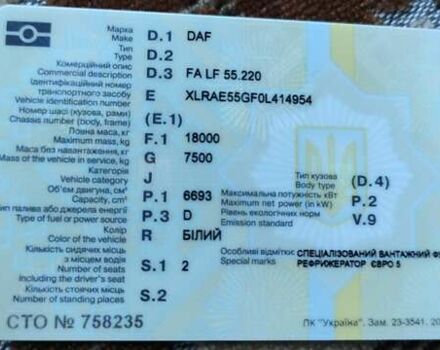 Марка
Make D.1 DAF
Тип
Type D.2
Комерційний опис
Commercial description D.3 FA LF 55.220
Ідентифікаційний номер
транспортного засобу
Vehicle identification number E XLRAE55GF0L414954
Номер шасі (кузова, рами)
Chassis number (body, frame) (E.1)
Повна маса, кг
Maximum mass, kg F.1 18000
Маса без навантаження, кг
Mass of the vehicle in service, kg G 7500
Категорія
Vehicle category J
Тип кузова
Body type (D.4)
Об'єм двигуна, см³
Capacity, cm³ P.1 6693
Максимальна потужність кВт
Maximum net power (in kW) P.2
Тип палива або джерела енергії
Type of fuel or power source P.3 D
Рівень екологічних норм
Emission standard V.9
Колір
Color of the vehicle R БІЛИЙ
Кількість сидячих місць
з місцем водія
Number of seats
including the driver's seat S.1 2
Особливі відмітки:
Special marks
СПЕЦІАЛІЗОВАНИЙ ВАНТАЖНИЙ
РЕФРИЖЕРАТОР ЄВРО 5
Кількість стоячих місць
Number of standing places S.2
СТО № 758235
ПК "Україна". Зам. 23-3541.